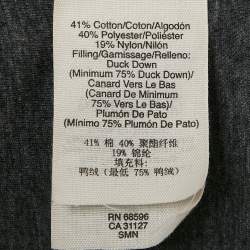 41% Cotton/Coton/Algodón
40% Polyester/Poliéster
19% Nylon/Nilón
Filling/Garnissage/Relleno:
Duck Down
(Minimum 75% Duck Down)/
Canard Vers Le Bas
(Canard De Minimum
75% Vers Le Bas)/
Plumón De Pato
(Mínimo 75% Plumón De Pato)
41% 棉 40% 聚酯纤维
19% 锦纶
填充料:
鸭绒 (最低 75% 鸭绒)
RN 68596
CA 31127
SMN